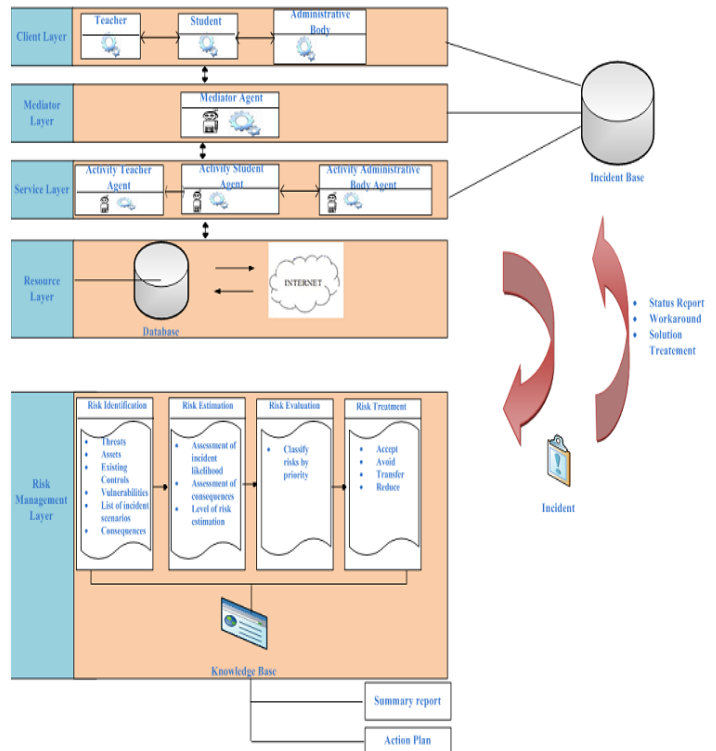 Client Layer
Teacher
Student
Administrative
Body
Mediator
Layer
Mediator Agent
Service Layer
Activity Teacher
Agent
Activity Student
Agent
Activity Administrative
Body Agent
Incident Base
Resource
Layer
Database
INTERNET
• Status Report
• Workaround
• Solution
Treatement
Incident
Risk
Management
Layer
Risk Identification
• Threats
• Assets
• Existing
Controls
• Vulnerabilities
• List of incident
scenarios
• Consequences
Risk Estimation
• Assessment of
incident
likelihood
• Assessment of
consequences
• Level of risk
estimation
Risk Evaluation
• Classify
risks by
priority
Risk Treatment
• Accept
• Avoid
• Transfer
• Reduce
Knowledge Base
Summary report
Action Plan